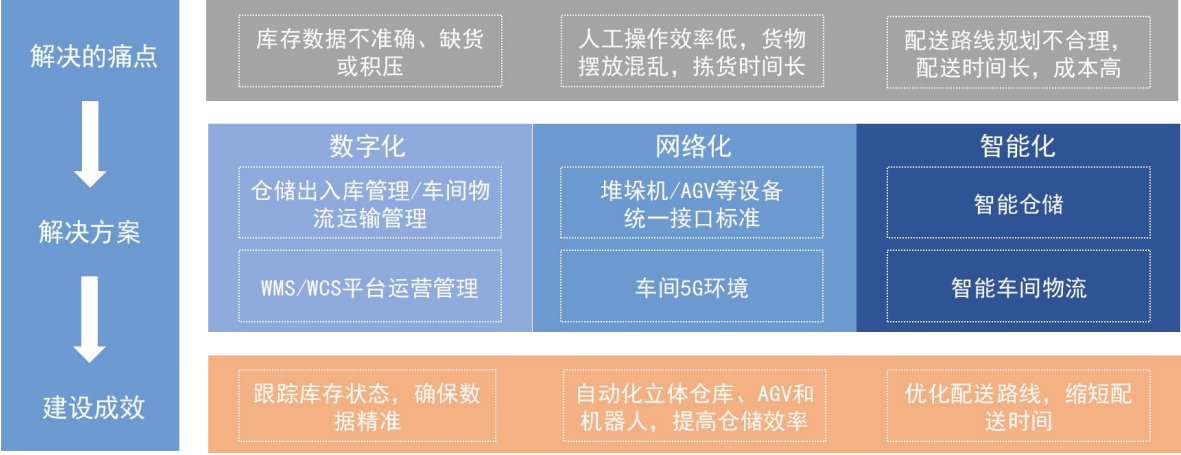 解决的痛点
库存数据不准确、缺货
或积压
人工操作效率低，货物
摆放混乱，拣货时间长
配送路线规划不合理，
配送时间长，成本高
解决方案
数字化
仓储出入库管理/车间物
流运输管理
WMS/WCS平台运营管理
网络化
堆垛机/AGV等设备
统一接口标准
车间5G环境
智能化
智能仓储
智能车间物流
建设成效
跟踪库存状态，确保数
据精准
自动化立体仓库、AGV和
机器人，提高仓储效率
优化配送路线，缩短配
送时间